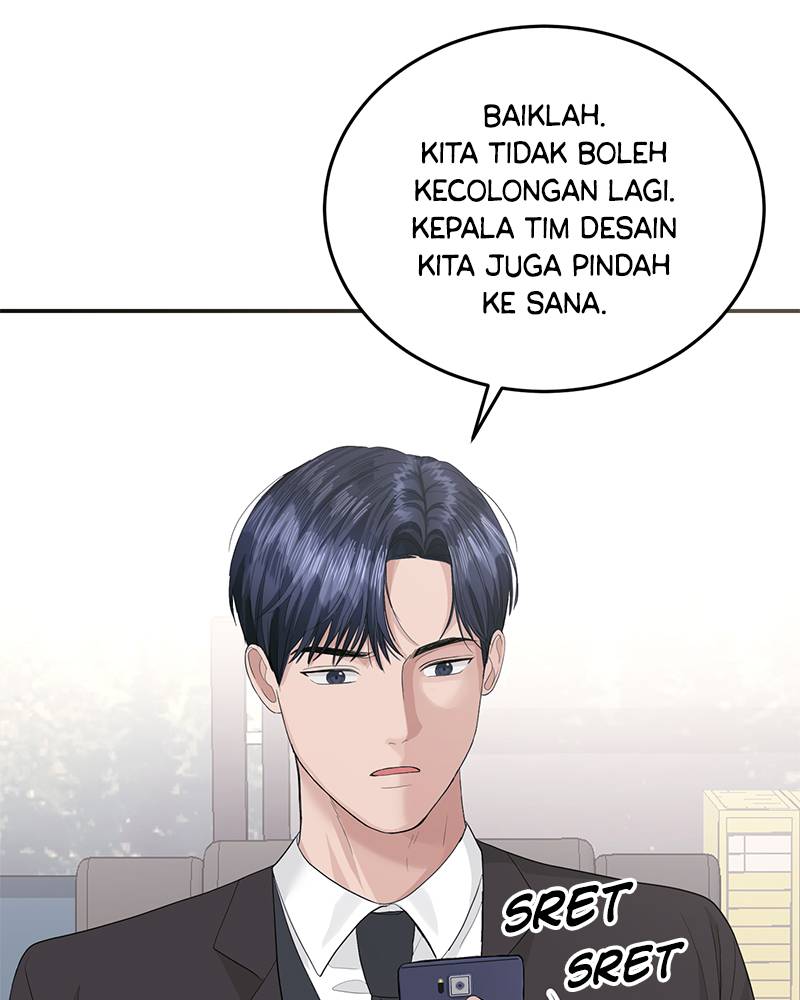 BAIKLAH.
KITA TIDAK BOLEH
KECOLONGAN LAGI.
KEPALA TIM DESAIN
KITA JUGA PINDAH
KE SANA.
SRET
SRET